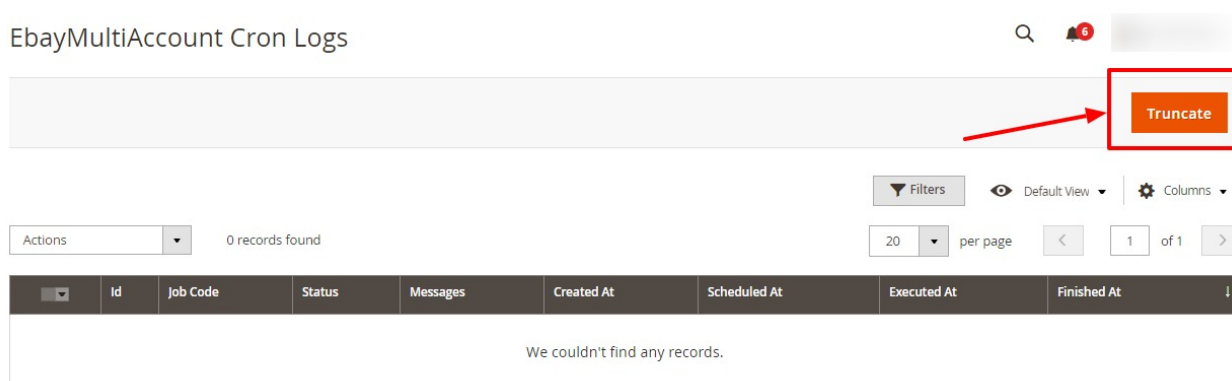 EbayMultiAccount Cron Logs
6
Truncate
Filters Default View Columns
Actions 0 records found 20 per page 1 of 1
Id Job Code Status Messages Created At Scheduled At Executed At Finished At
We couldn't find any records.